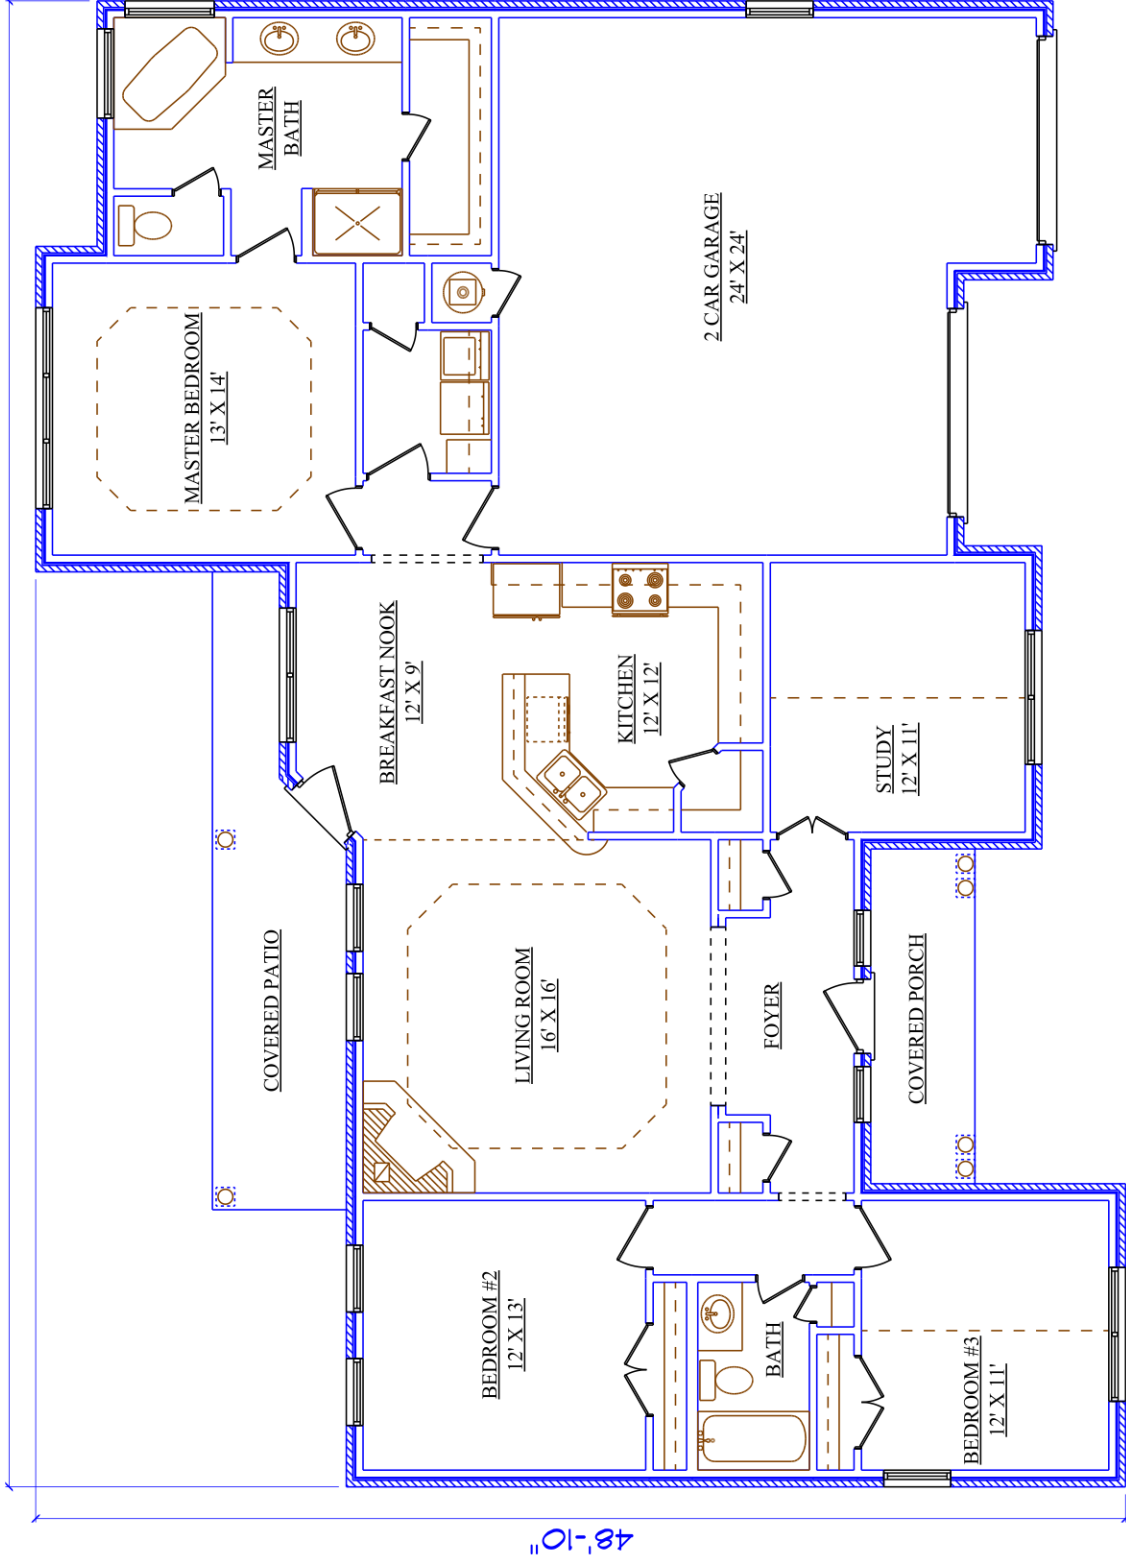 MASTER
BATH
2 CAR GARAGE
24' X 24'
MASTER BEDROOM
13' X 14'
BREAKFAST NOOK
12' X 9'
KITCHEN
12' X 12'
STUDY
12' X 11'
COVERED PATIO
LIVING ROOM
16' X 16'
FOYER
COVERED PORCH
BEDROOM #2
12' X 13'
BATH
BEDROOM #3
12' X 11'
48'-10"